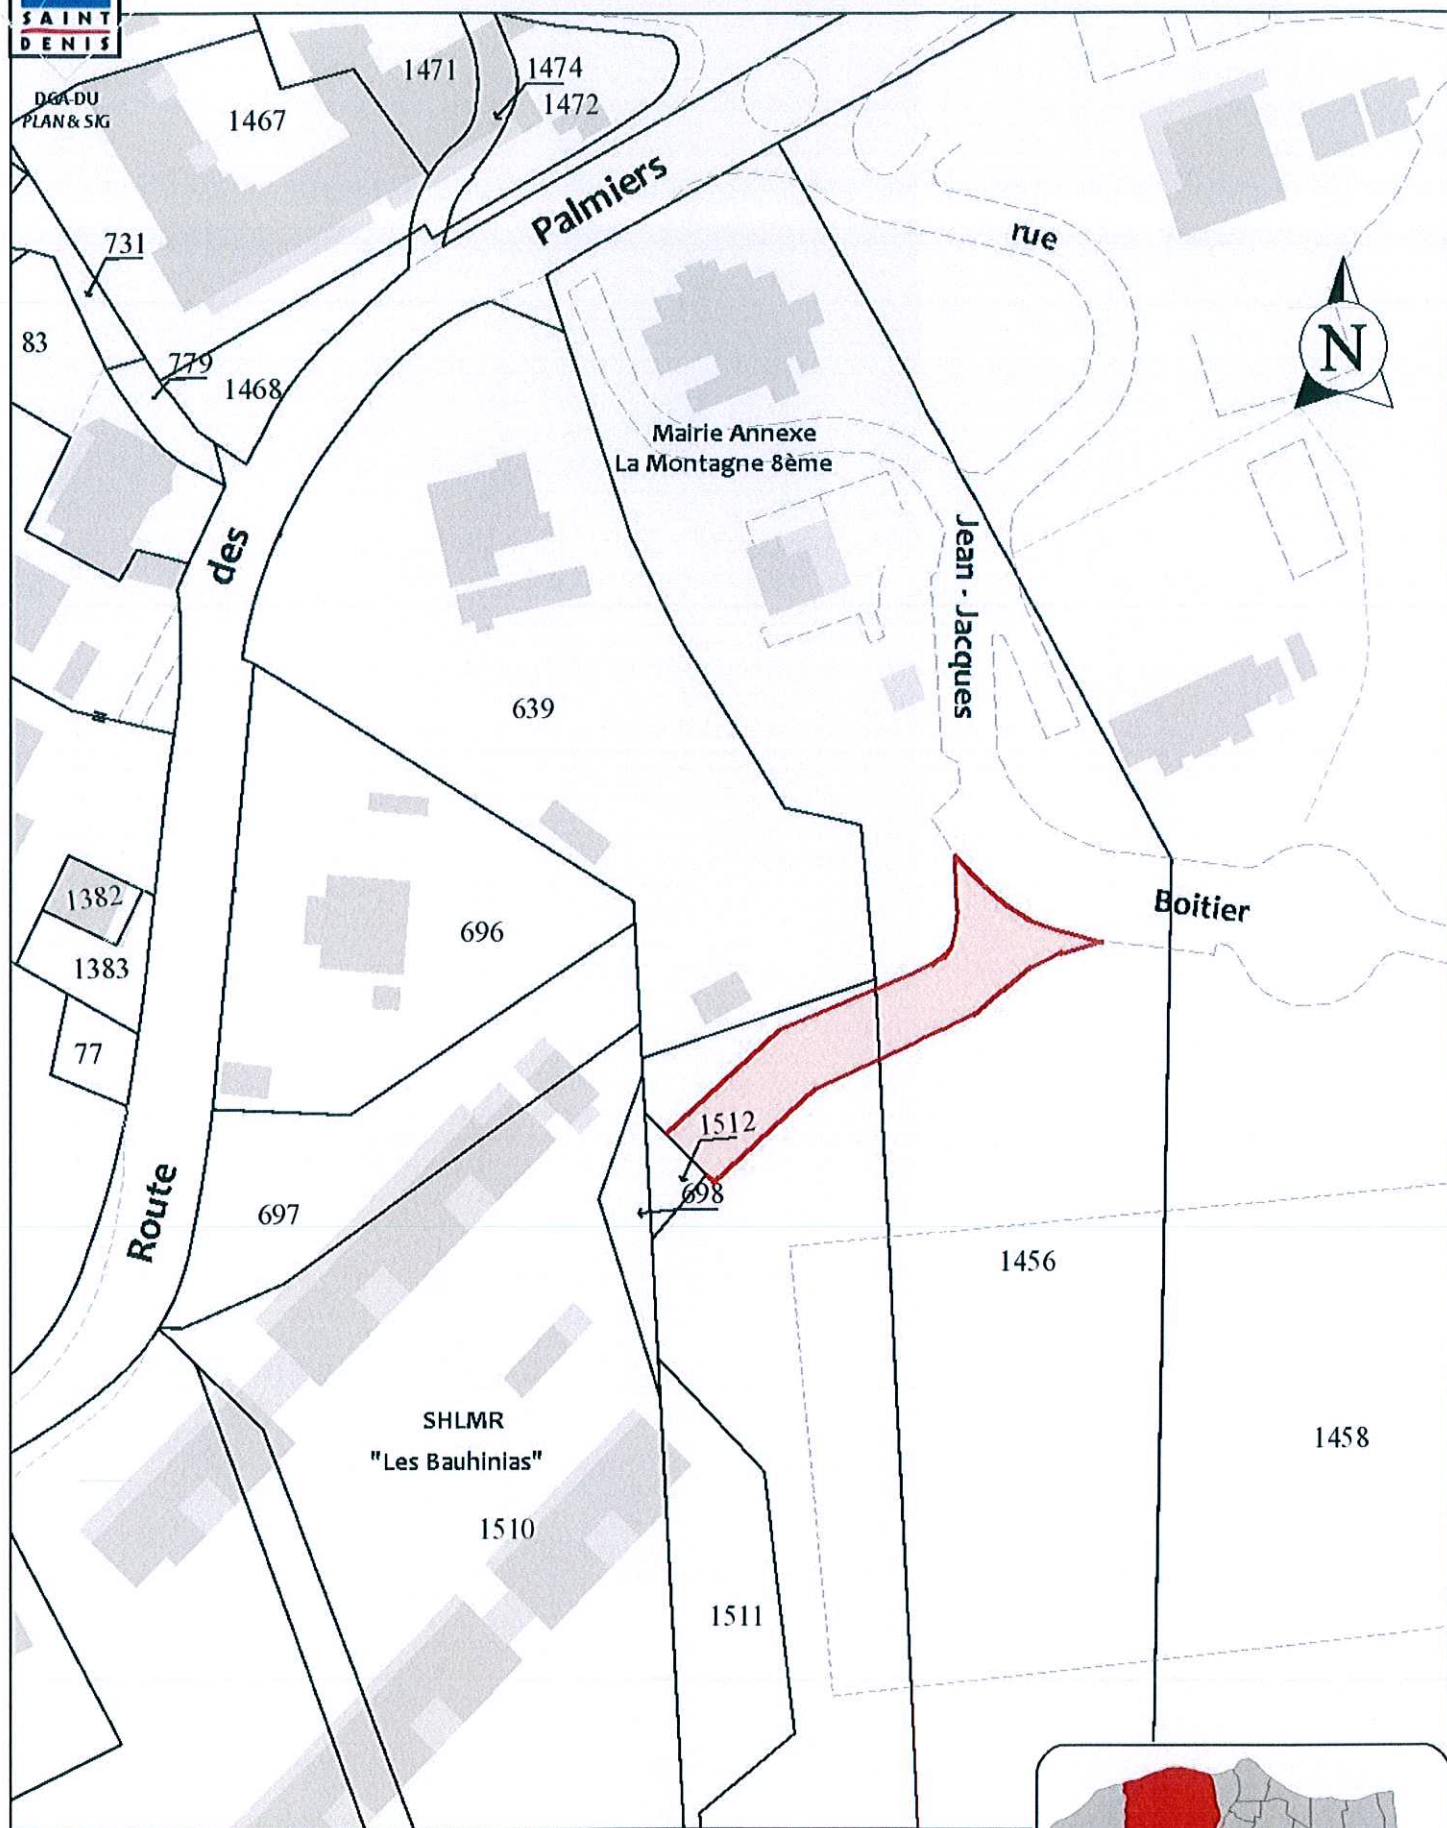 SAINT
DENIS
DGA-DU
PLAN & SIG
1471
1474
1472
1467
Palmiers
rue
731
N
83
779
1468
Mairie Annexe
La Montagne 8ème
des
Jean - Jacques
639
1382
696
Boitier
1383
77
1512
698
Route
697
1456
SHLMR
"Les Bauhinias"
1458
1510
1511